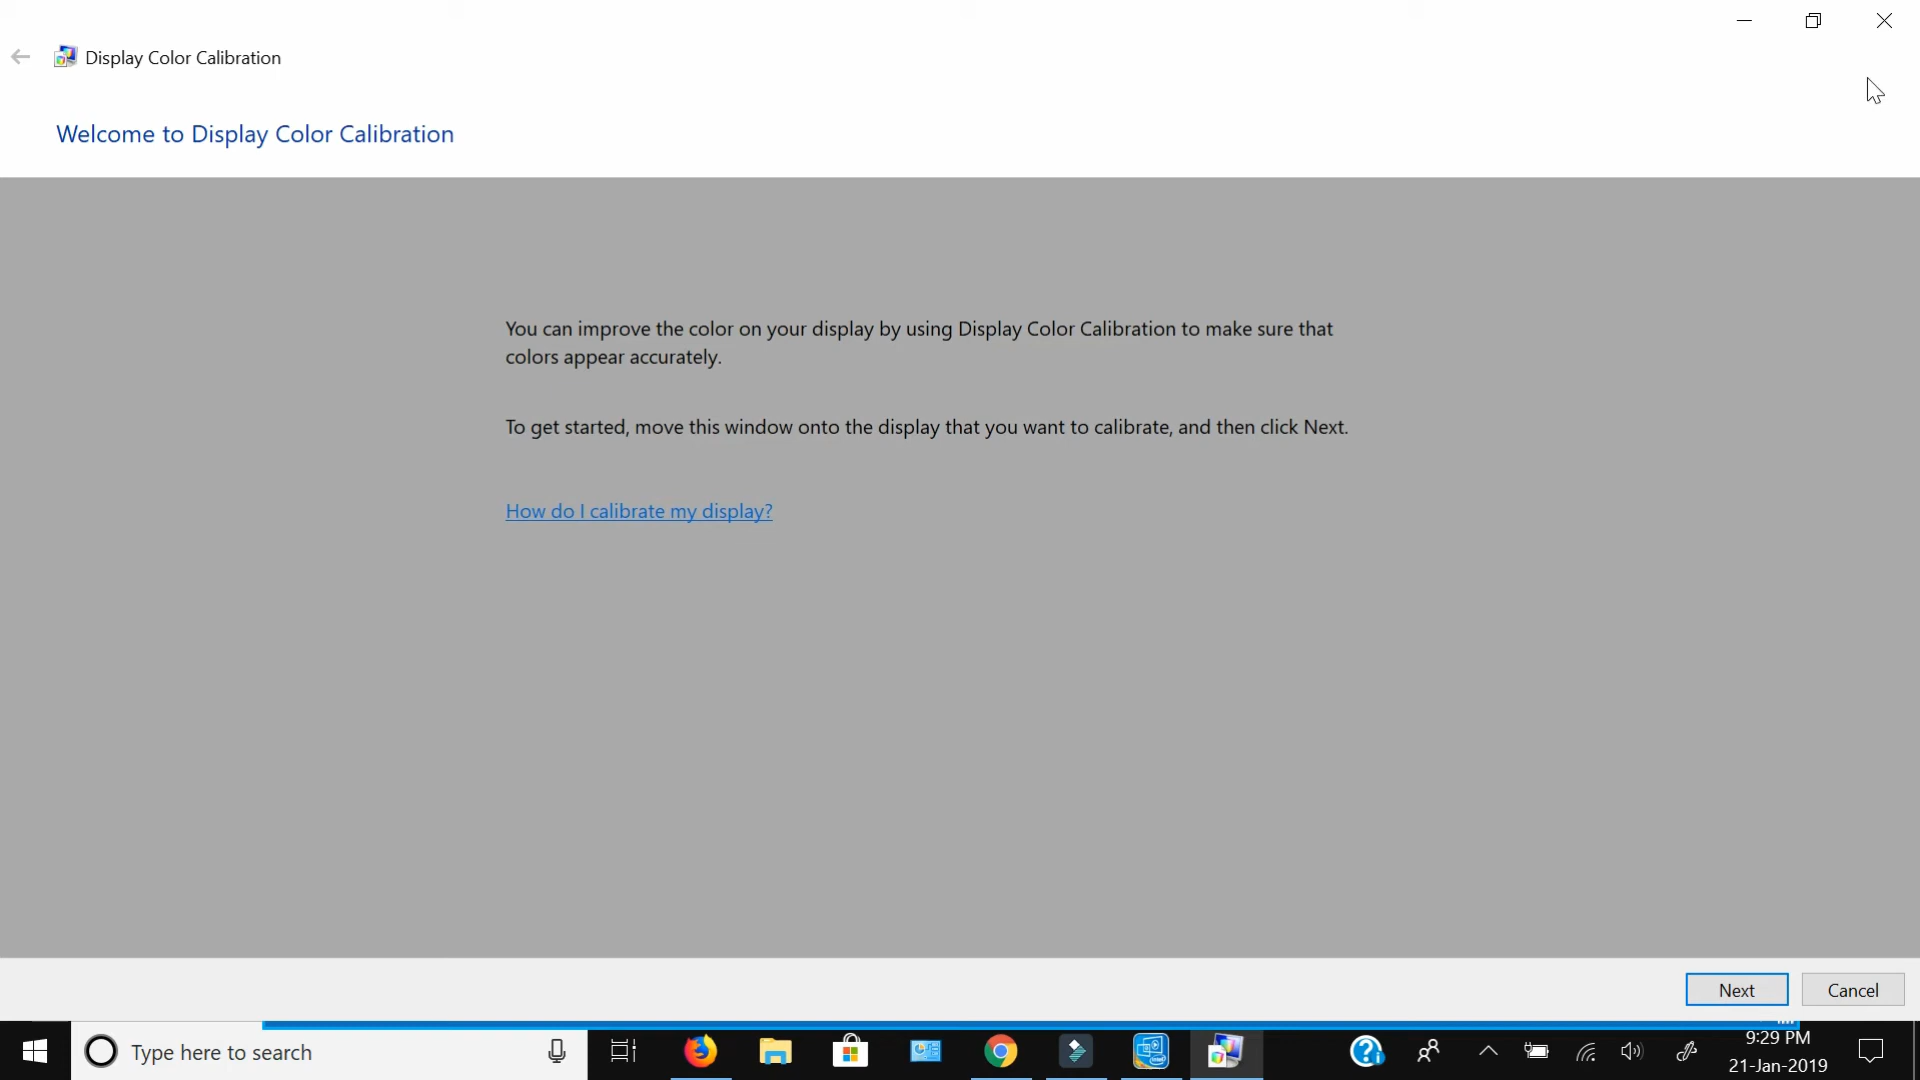 Display Color Calibration
Welcome to Display Color Calibration
You can improve the color on your display by using Display Color Calibration to make sure that
colors appear accurately.
To get started, move this window onto the display that you want to calibrate, and then click Next.
How do I calibrate my display?
Next
Cancel
Type here to search
9:29 PM
21-Jan-2019